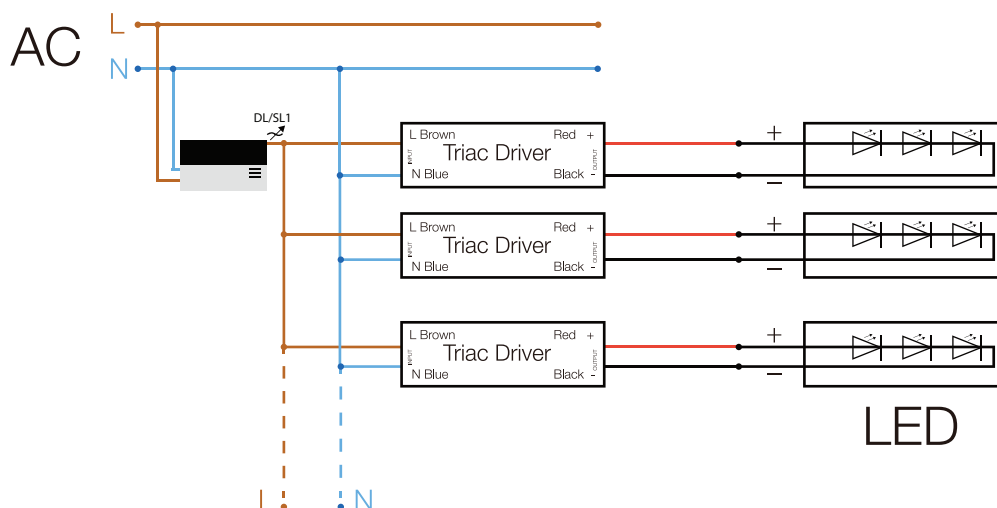 AC
L
N
DL/SL1
L Brown
Red +
INPUT
Triac Driver
OUTPUT
N Blue
Black -
+
—
L Brown
Red +
INPUT
Triac Driver
OUTPUT
N Blue
Black -
+
—
L Brown
Red +
INPUT
Triac Driver
OUTPUT
N Blue
Black -
+
—
LED
L
N